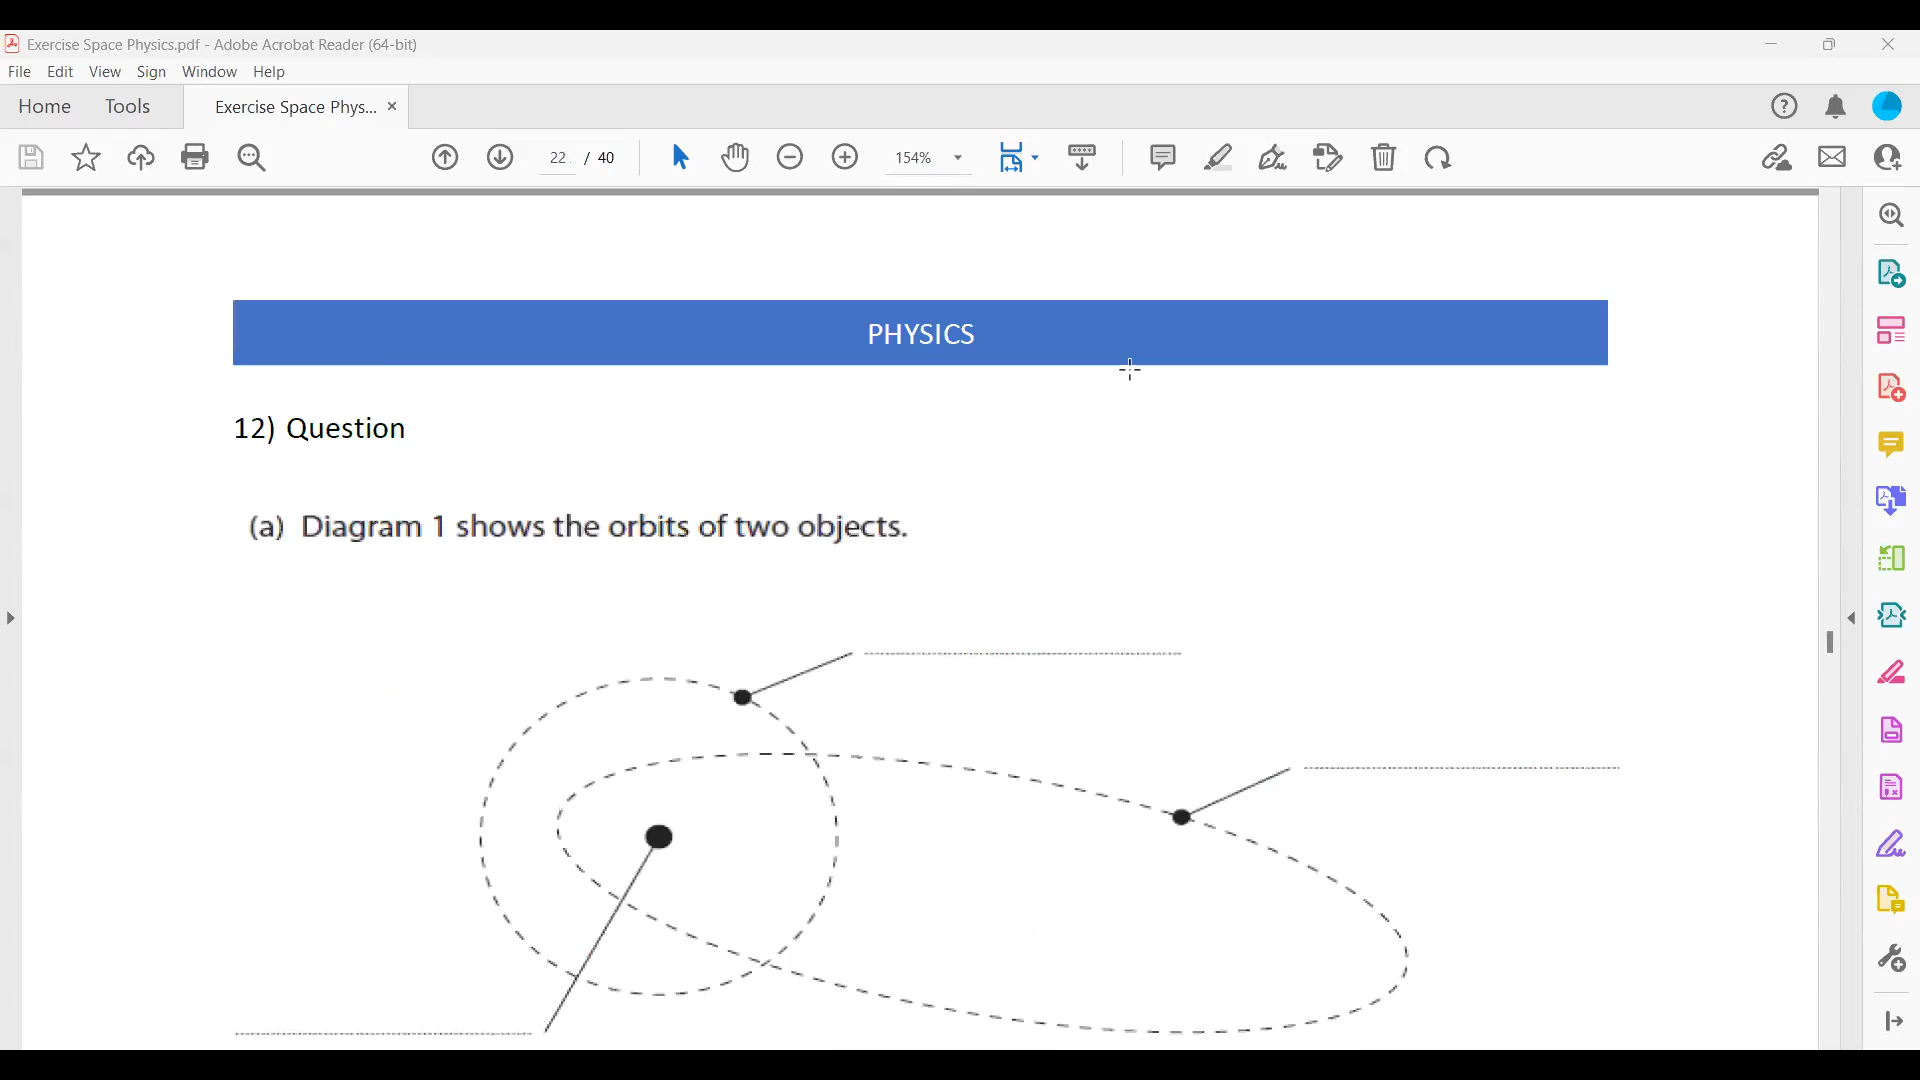 Exercise Space Physics.pdf - Adobe Acrobat Reader (64-bit)
File Edit View Sign Window Help
Home Tools Exercise Space Phys... ×
22 / 40 154%
PHYSICS
12) Question
(a) Diagram 1 shows the orbits of two objects.